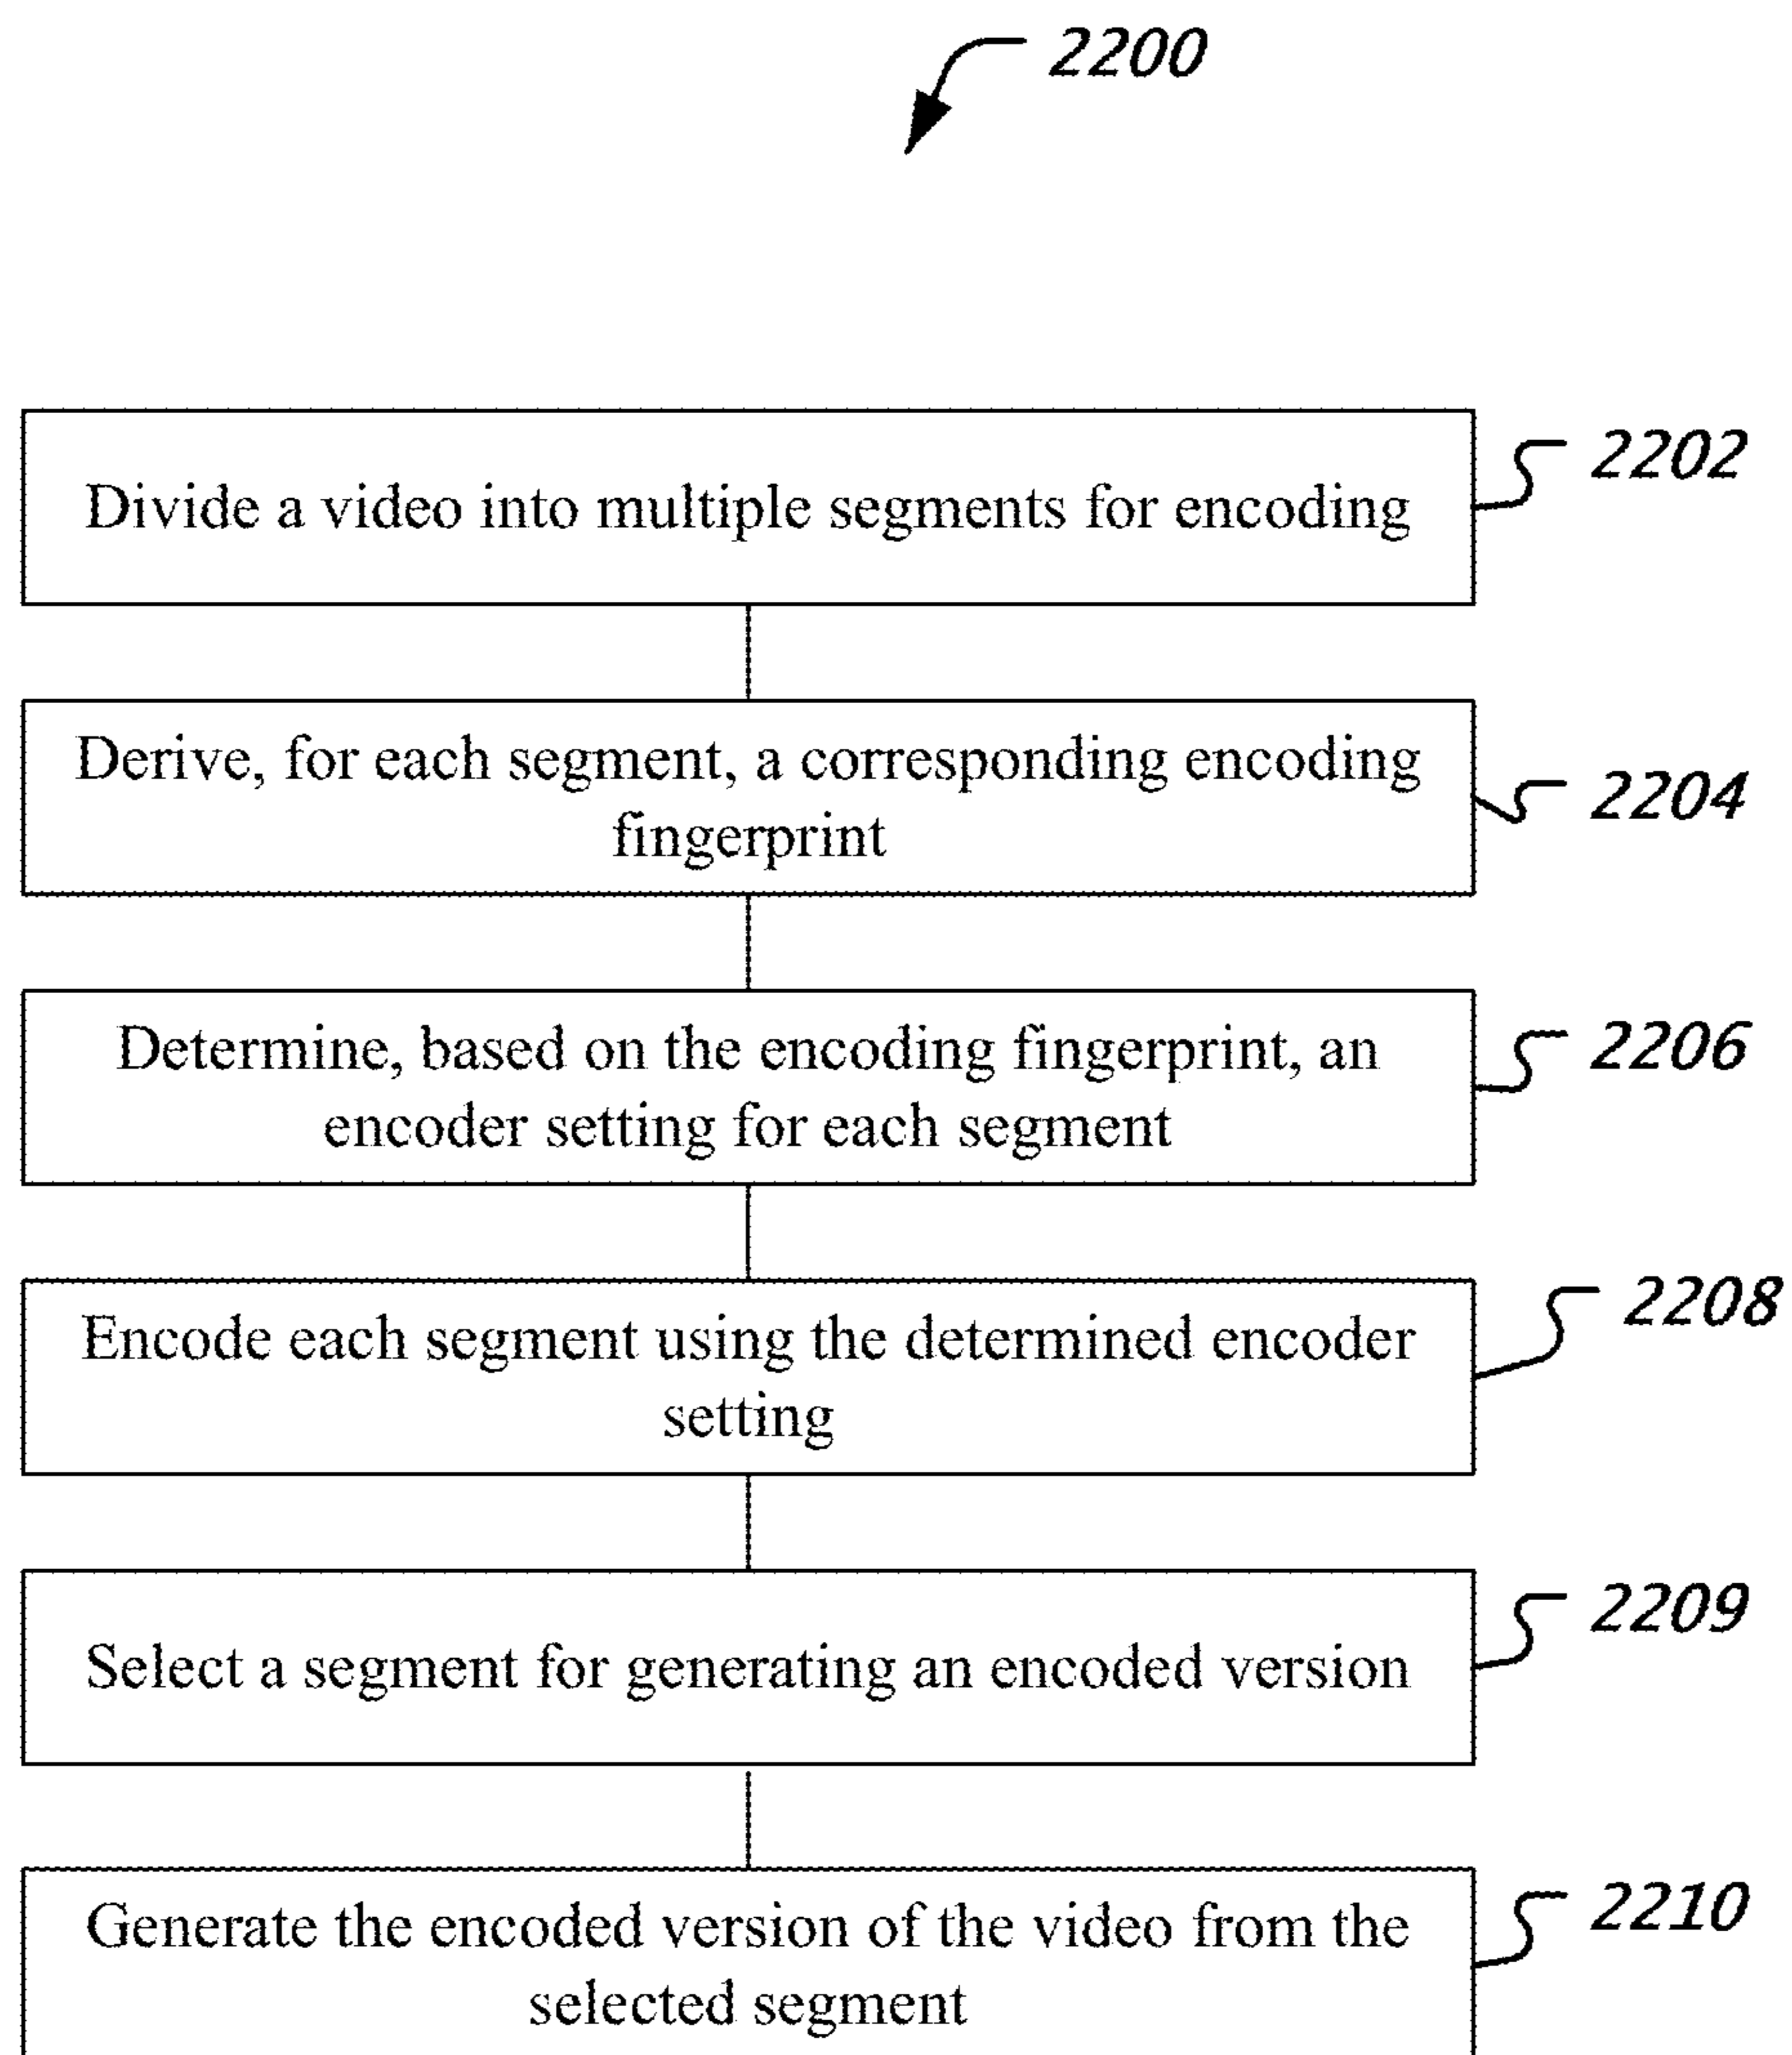 2200
Divide a video into multiple segments for encoding
2202
Derive, for each segment, a corresponding encoding
fingerprint
2204
Determine, based on the encoding fingerprint, an
encoder setting for each segment
2206
Encode each segment using the determined encoder
setting
2208
Select a segment for generating an encoded version
2209
Generate the encoded version of the video from the
selected segment
2210